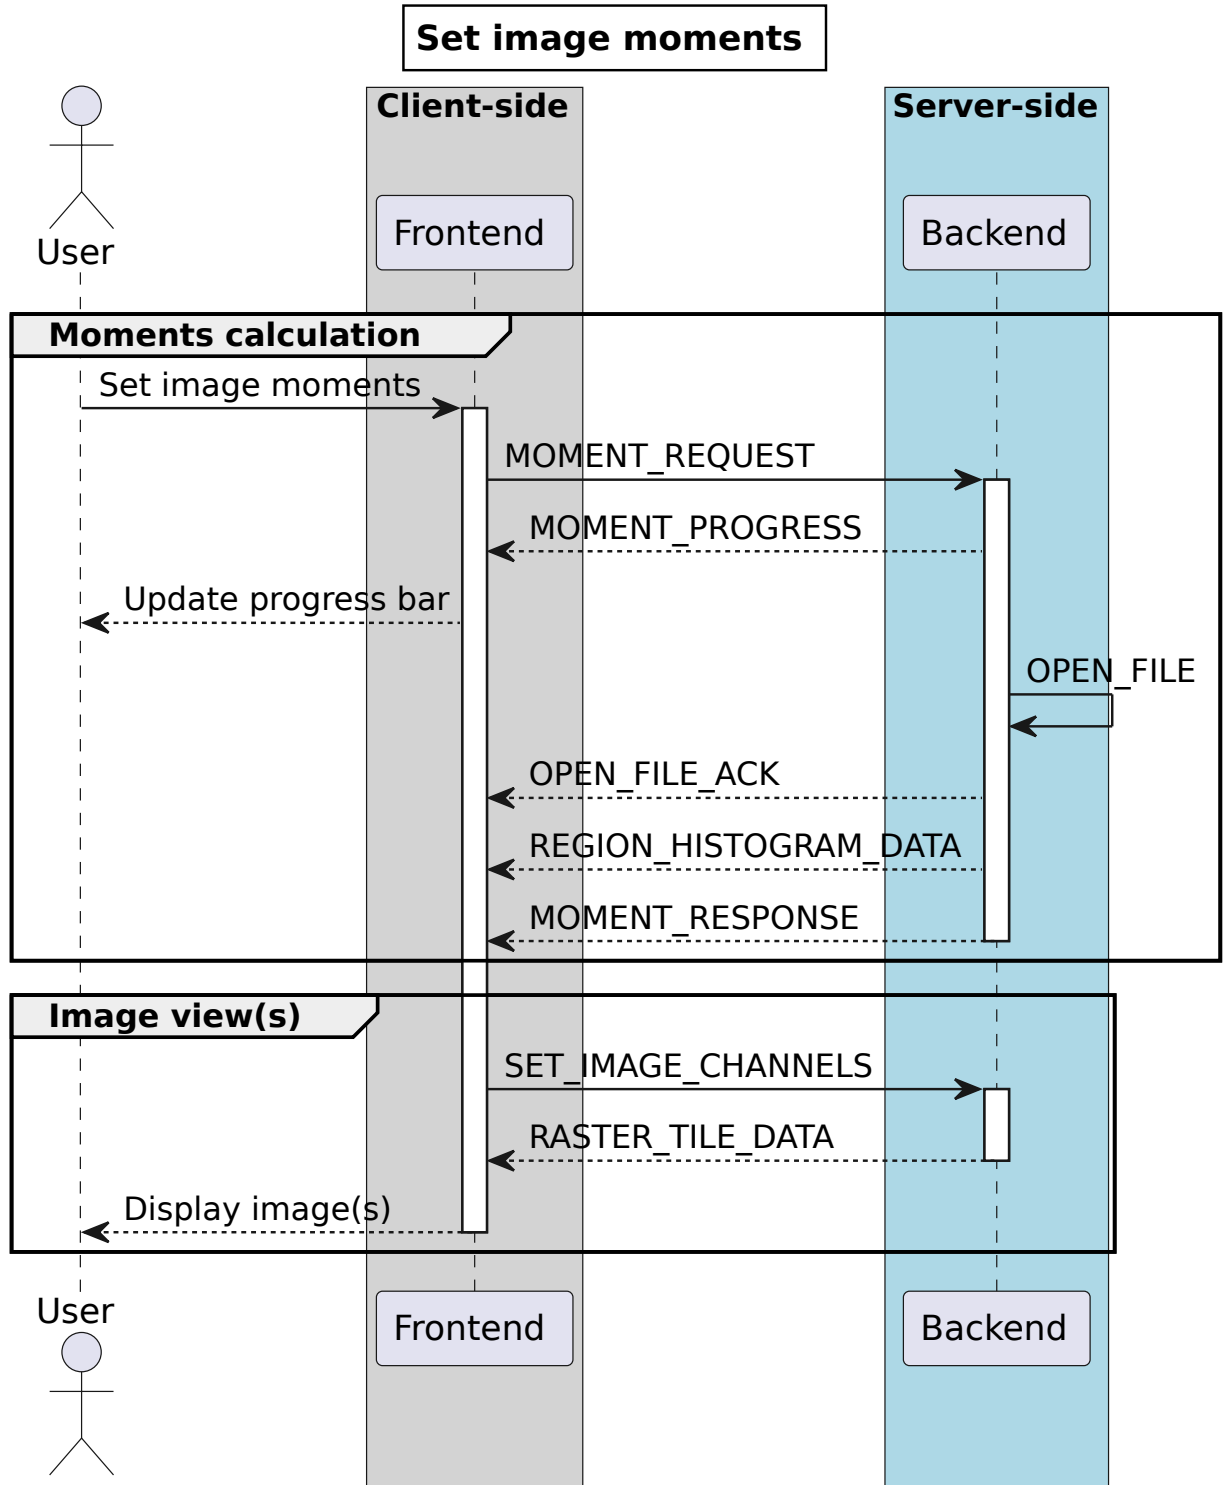 Set image moments
Client-side
Server-side
User
Frontend
Backend
Moments calculation
Set image moments
MOMENT_REQUEST
MOMENT_PROGRESS
Update progress bar
OPEN_FILE
OPEN_FILE_ACK
REGION_HISTOGRAM_DATA
MOMENT_RESPONSE
Image view(s)
SET_IMAGE_CHANNELS
RASTER_TILE_DATA
Display image(s)
User
Frontend
Backend